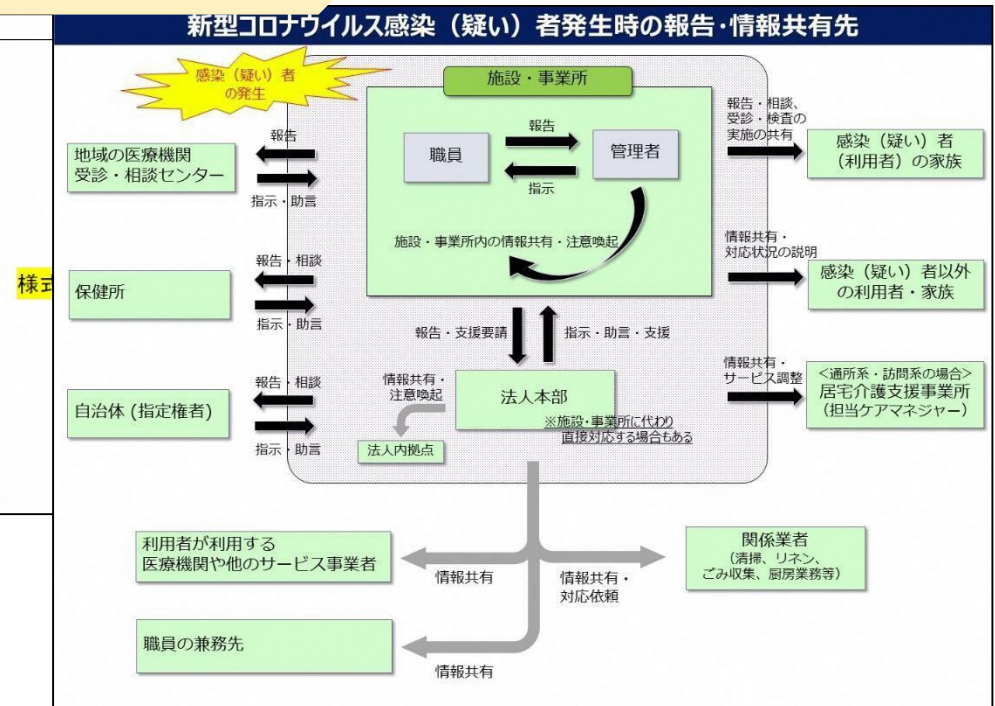 新型コロナウイルス感染（疑い）者発生時の報告・情報共有先
感染（疑い）者
の発生
施設・事業所
職員
報告
指示
管理者
施設・事業所内の情報共有・注意喚起
報告
地域の医療機関
受診・相談センター
指示・助言
報告・相談
保健所
指示・助言
報告・相談
自治体 (指定権者)
指示・助言
報告・相談、
受診・検査の
実施の共有
感染（疑い）者
（利用者）の家族
情報共有・
対応状況の説明
感染（疑い）者以外
の利用者・家族
情報共有・
サービス調整
＜通所系・訪問系の場合＞
居宅介護支援事業所
（担当ケアマネジャー）
報告・支援要請
指示・助言・支援
情報共有・
注意喚起
法人本部
※施設・事業所に代わり
直接対応する場合もある
法人内拠点
利用者が利用する
医療機関や他のサービス事業者
情報共有
情報共有・
対応依頼
関係業者
（清掃、リネン、
ごみ収集、厨房業務等）
職員の兼務先
情報共有
様式